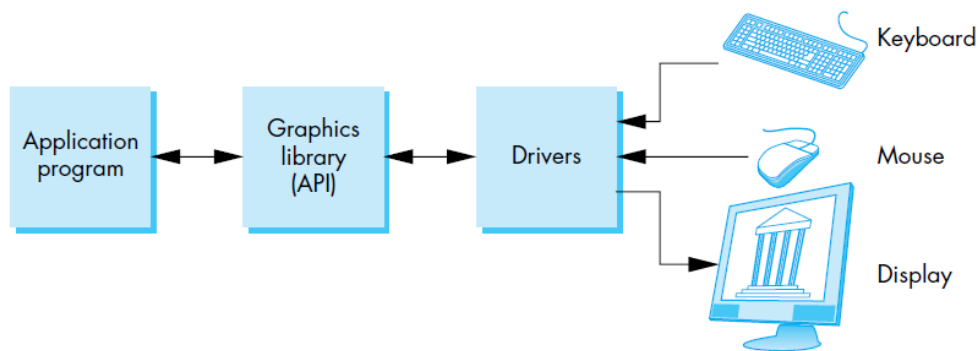 Application
program
Graphics
library
(API)
Drivers
Keyboard
Mouse
Display